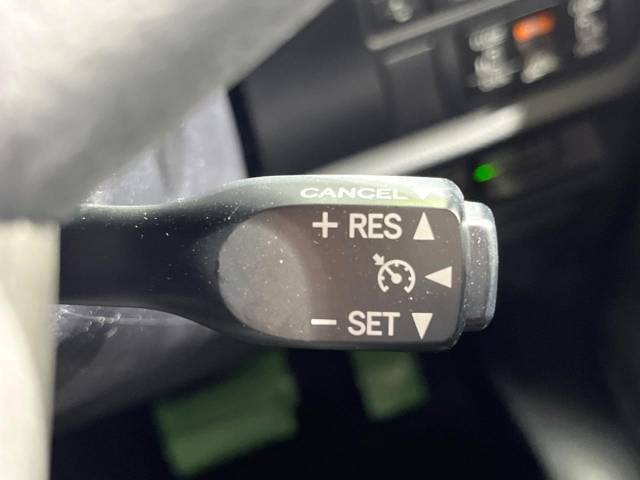 CANCEL ▼
+ RES ▲
◀
− SET ▼